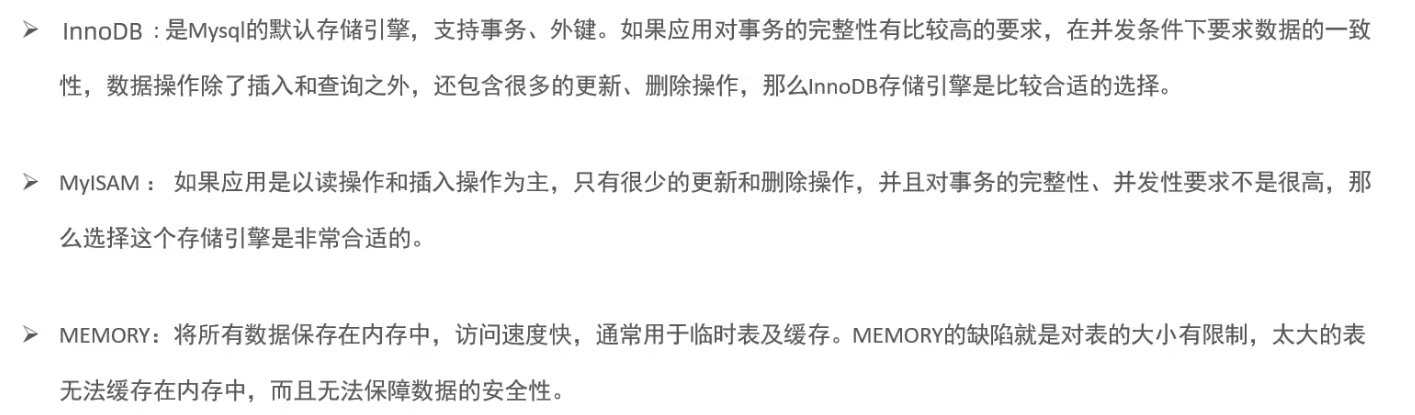 ➢ InnoDB : 是Mysql的默认存储引擎，支持事务、外键。如果应用对事务的完整性有比较高的要求，在并发条件下要求数据的一致
性，数据操作除了插入和查询之外，还包含很多的更新、删除操作，那么InnoDB存储引擎是比较合适的选择。
➢ MyISAM ： 如果应用是以读操作和插入操作为主，只有很少的更新和删除操作，并且对事务的完整性、并发性要求不是很高，那
么选择这个存储引擎是非常合适的。
➢ MEMORY：将所有数据保存在内存中，访问速度快，通常用于临时表及缓存。MEMORY的缺陷就是对表的大小有限制，太大的表
无法缓存在内存中，而且无法保障数据的安全性。